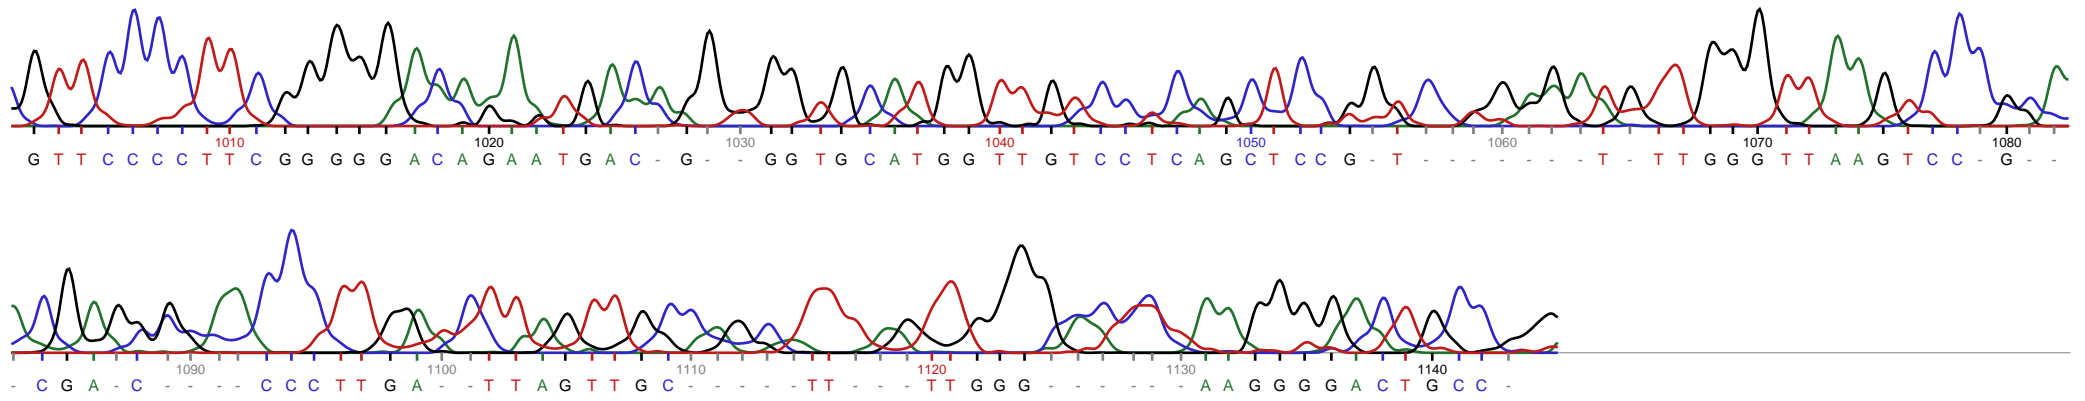 1010 1020 1030 1040 1050 1060 1070 1080
G T T C C C C T T C G G G G G A C A G A A T G A C - G - - G G T G C A T G G T T G T C C T C A G C T C C G - T - - - - - - - T - T T G G G T T A A G T C C - G - -
1090 1100 1110 1120 1130 1140
- C G A - C - - - - C C C T T G A - - T T A G T T G C - - - - - T T - - - T T G G G - - - - - - A A G G G G A C T G C C -